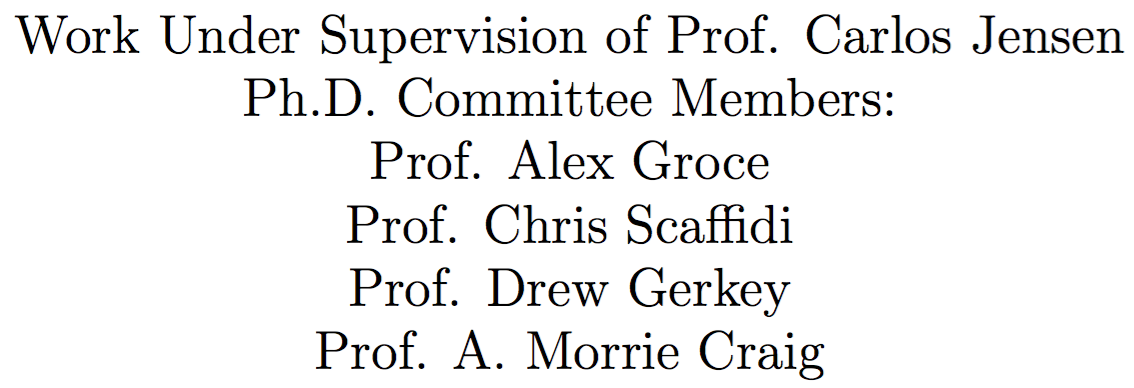 Work Under Supervision of Prof. Carlos Jensen
Ph.D. Committee Members:
Prof. Alex Groce
Prof. Chris Scaffidi
Prof. Drew Gerkey
Prof. A. Morrie Craig